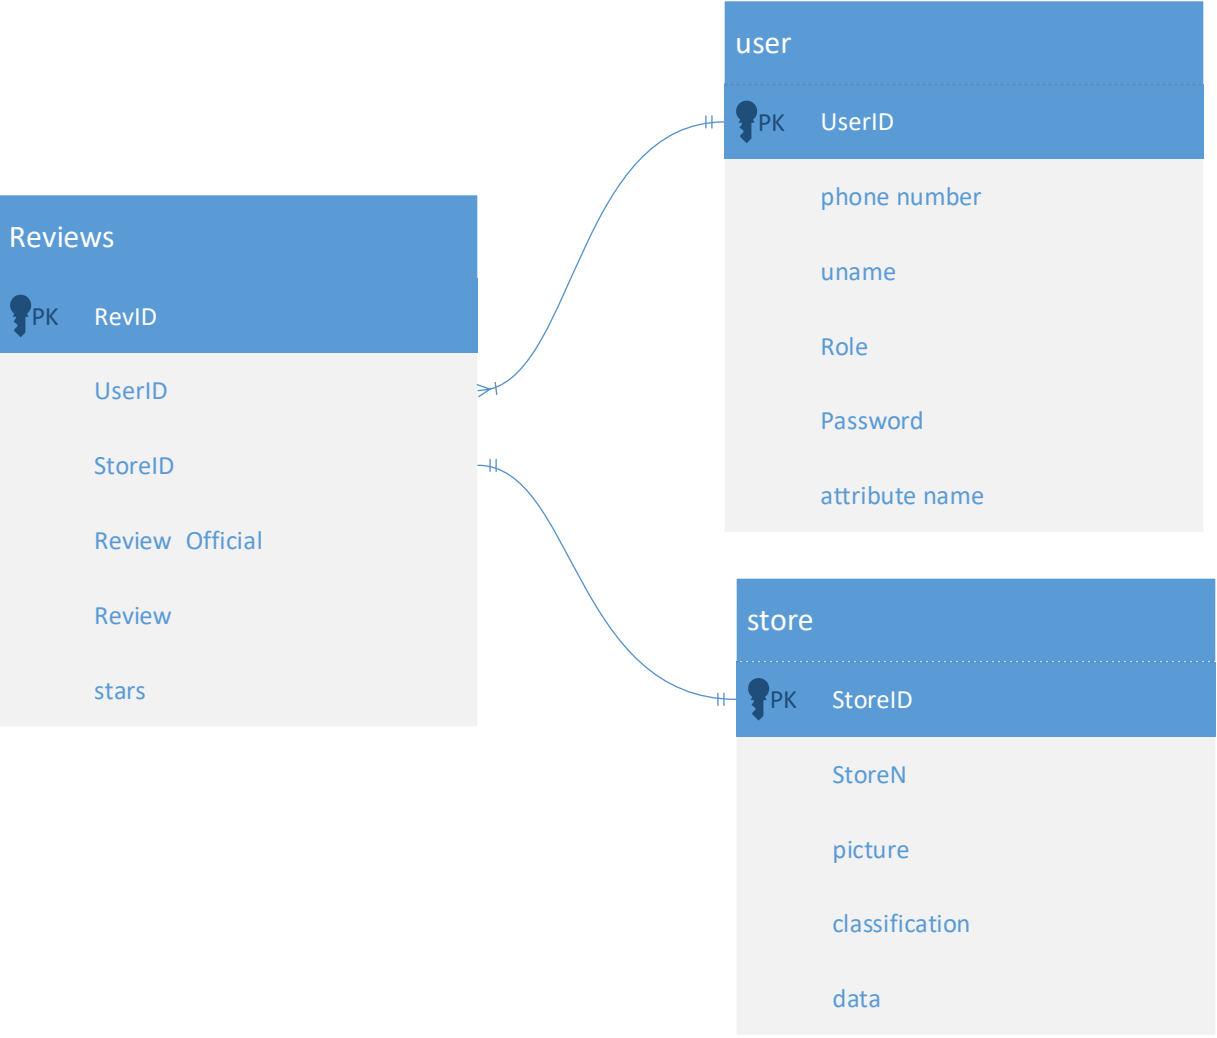 Reviews
PK RevID
UserID
StoreID
Review Official
Review
stars
user
PK UserID
phone number
uname
Role
Password
attribute name
store
PK StoreID
StoreN
picture
classification
data